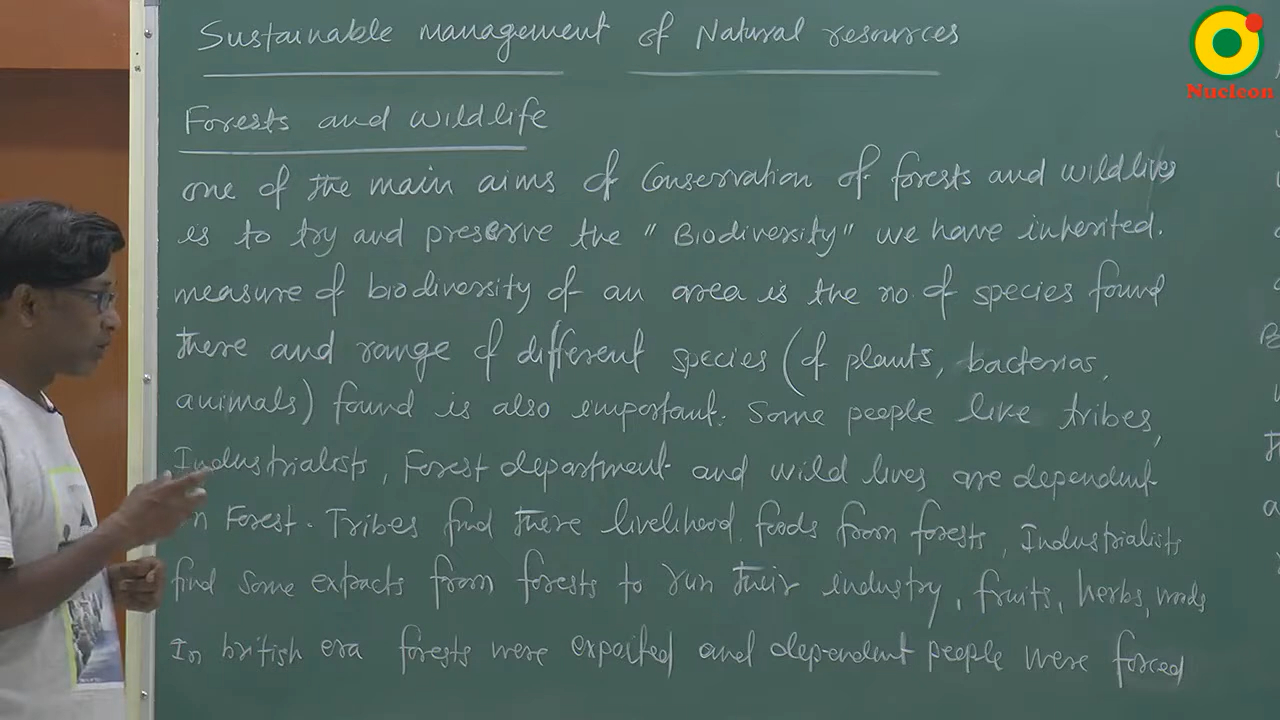 Sustainable management of Natural resources
Nucleon
Forests and wildlife
one of the main aims of Conservation of forests and wildlives
is to try and preserve the "Biodiversity" we have inherited.
measure of biodiversity of an area is the no. of species found
there and range of different species (of plants, bacterias,
animals) found is also important. Some people like tribes,
Industrialists, Forest department and wild lives are dependent
n Forest. Tribes find there livelihood foods from forests, Industrialists
find some extracts from forests to run their industry, fruits, herbs, woods
In british era forests were expoited and dependent people were forced